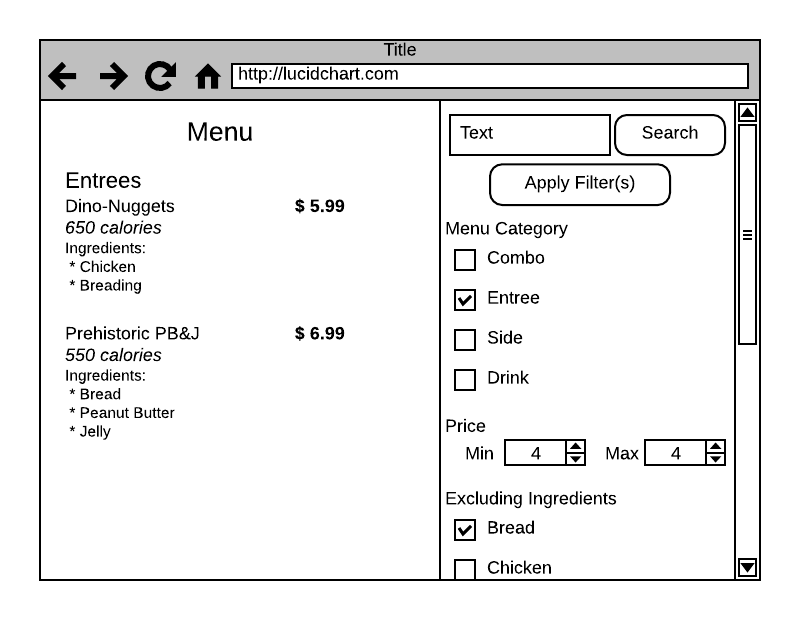 Title
http://lucidchart.com
Menu
Entrees
Dino-Nuggets $ 5.99
650 calories
Ingredients:
* Chicken
* Breading
Prehistoric PB&J $ 6.99
550 calories
Ingredients:
* Bread
* Peanut Butter
* Jelly
Text Search
Apply Filter(s)
Menu Category
Combo
Entree
Side
Drink
Price
Min 4 Max 4
Excluding Ingredients
Bread
Chicken